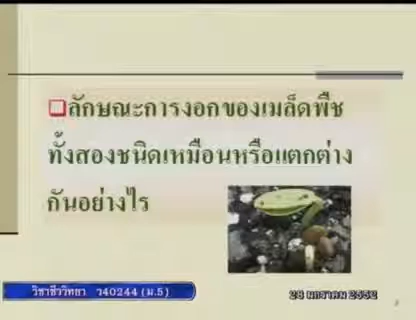 ลักษณะการงอกของเมล็ดพืช
ทั้งสองชนิดเหมือนหรือแตกต่าง
กันอย่างไร
วิชาชีววิทยา ว40244 (ม.5)
28 มกราคม 2552